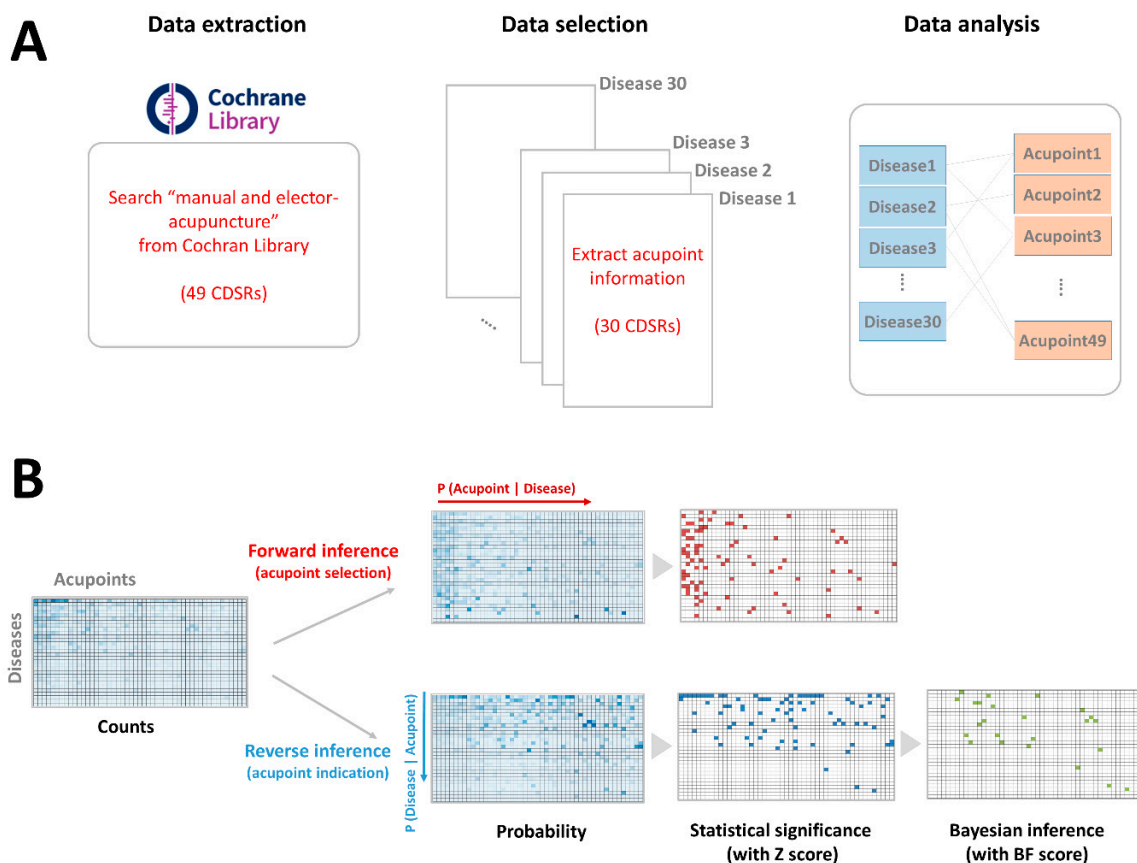 A
Data extraction
Data selection
Data analysis
Cochrane
Library
Search “manual and elector-
acupuncture”
from Cochran Library
(49 CDSRs)
Disease 30
Disease 3
Disease 2
Disease 1
Extract acupoint
information
(30 CDSRs)
Disease1
Disease2
Disease3
Disease30
Acupoint1
Acupoint2
Acupoint3
Acupoint49
B
Acupoints
Diseases
Counts
Forward inference
(acupoint selection)
P (Acupoint | Disease)
Reverse inference
(acupoint indication)
P (Disease | Acupoint)
Probability
Statistical significance
(with Z score)
Bayesian inference
(with BF score)